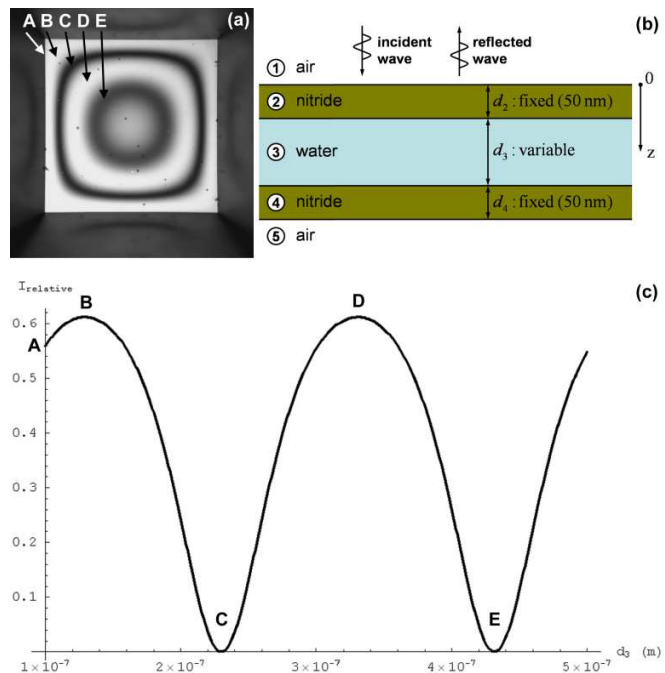 (a)
A B C D E
(b)
incident wave
reflected wave
① air
0
② nitride
d₂ : fixed (50 nm)
③ water
d₃ : variable
z
④ nitride
d₄ : fixed (50 nm)
⑤ air
(c)
I relative
B
D
0.6
A
0.5
0.4
0.3
0.2
0.1
C
E
1×10⁻⁷ 2×10⁻⁷ 3×10⁻⁷ 4×10⁻⁷ 5×10⁻⁷ d₃ (m)